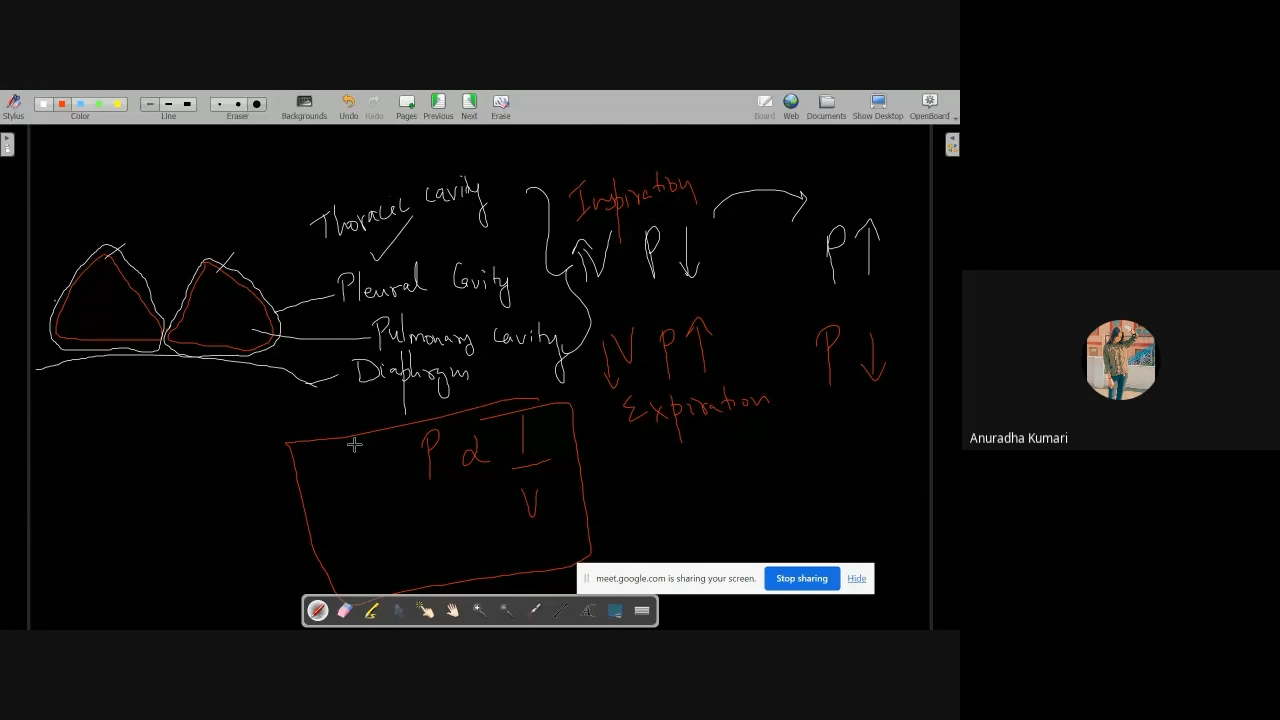 Stylus
Color
Line
Eraser
Backgrounds
Undo
Redo
Pages
Previous
Next
Erase
Board
Web
Documents
Show Desktop
OpenBoard
Thoracic cavity
Pleural Cavity
Pulmonary cavity
Diaphrym
Inspiration
↑V P↓
P↑
↓V P↑
P↓
Expiration
P ∝ 1
V
meet.google.com is sharing your screen.
Stop sharing
Hide
Anuradha Kumari